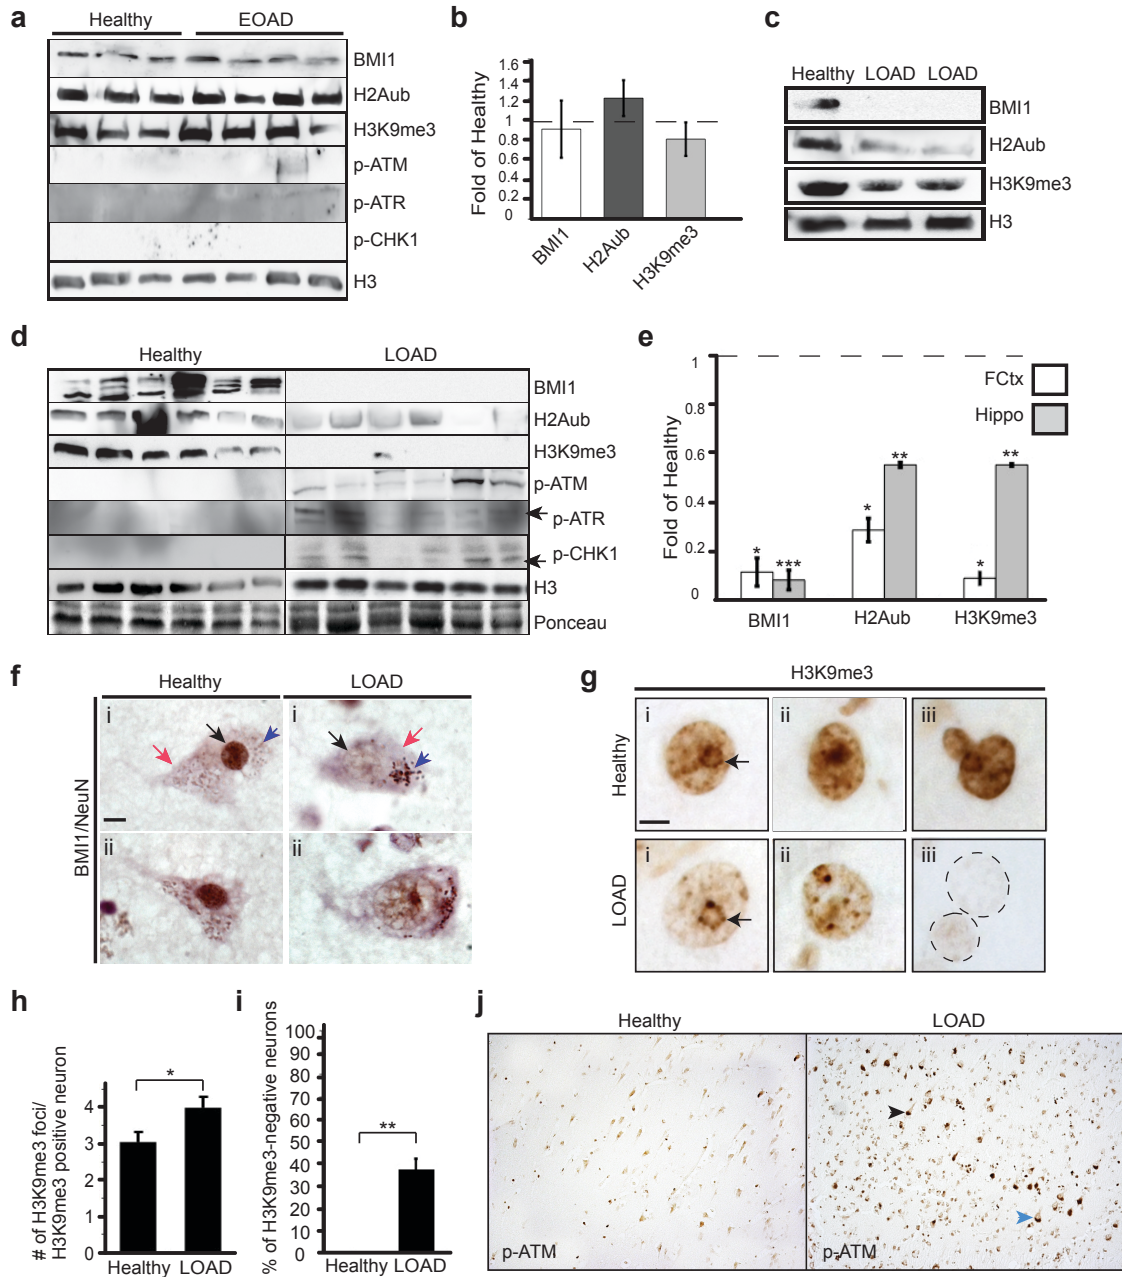 a
Healthy EOAD
BMI1
H2Aub
H3K9me3
p-ATM
p-ATR
p-CHK1
H3
b
Fold of Healthy
1.6
1.4
1.2
1
0.8
0.6
0.4
0.2
0
BMI1 H2Aub H3K9me3
c
Healthy LOAD LOAD
BMI1
H2Aub
H3K9me3
H3
d
Healthy LOAD
BMI1
H2Aub
H3K9me3
p-ATM
p-ATR
p-CHK1
H3
Ponceau
e
Fold of Healthy
1
0.8
0.6
0.4
0.2
0
FCtx
Hippo
* *** * ** * **
BMI1 H2Aub H3K9me3
f
Healthy LOAD
BMI1/NeuN
i i
ii ii
g
H3K9me3
Healthy
i ii iii
LOAD
i ii iii
h
# of H3K9me3 foci/
H3K9me3 positive neuron
4
3
2
1
0
*
Healthy LOAD
i
% of H3K9me3-negative neurons
100
90
80
70
60
50
40
30
20
10
0
**
Healthy LOAD
j
Healthy LOAD
p-ATM p-ATM